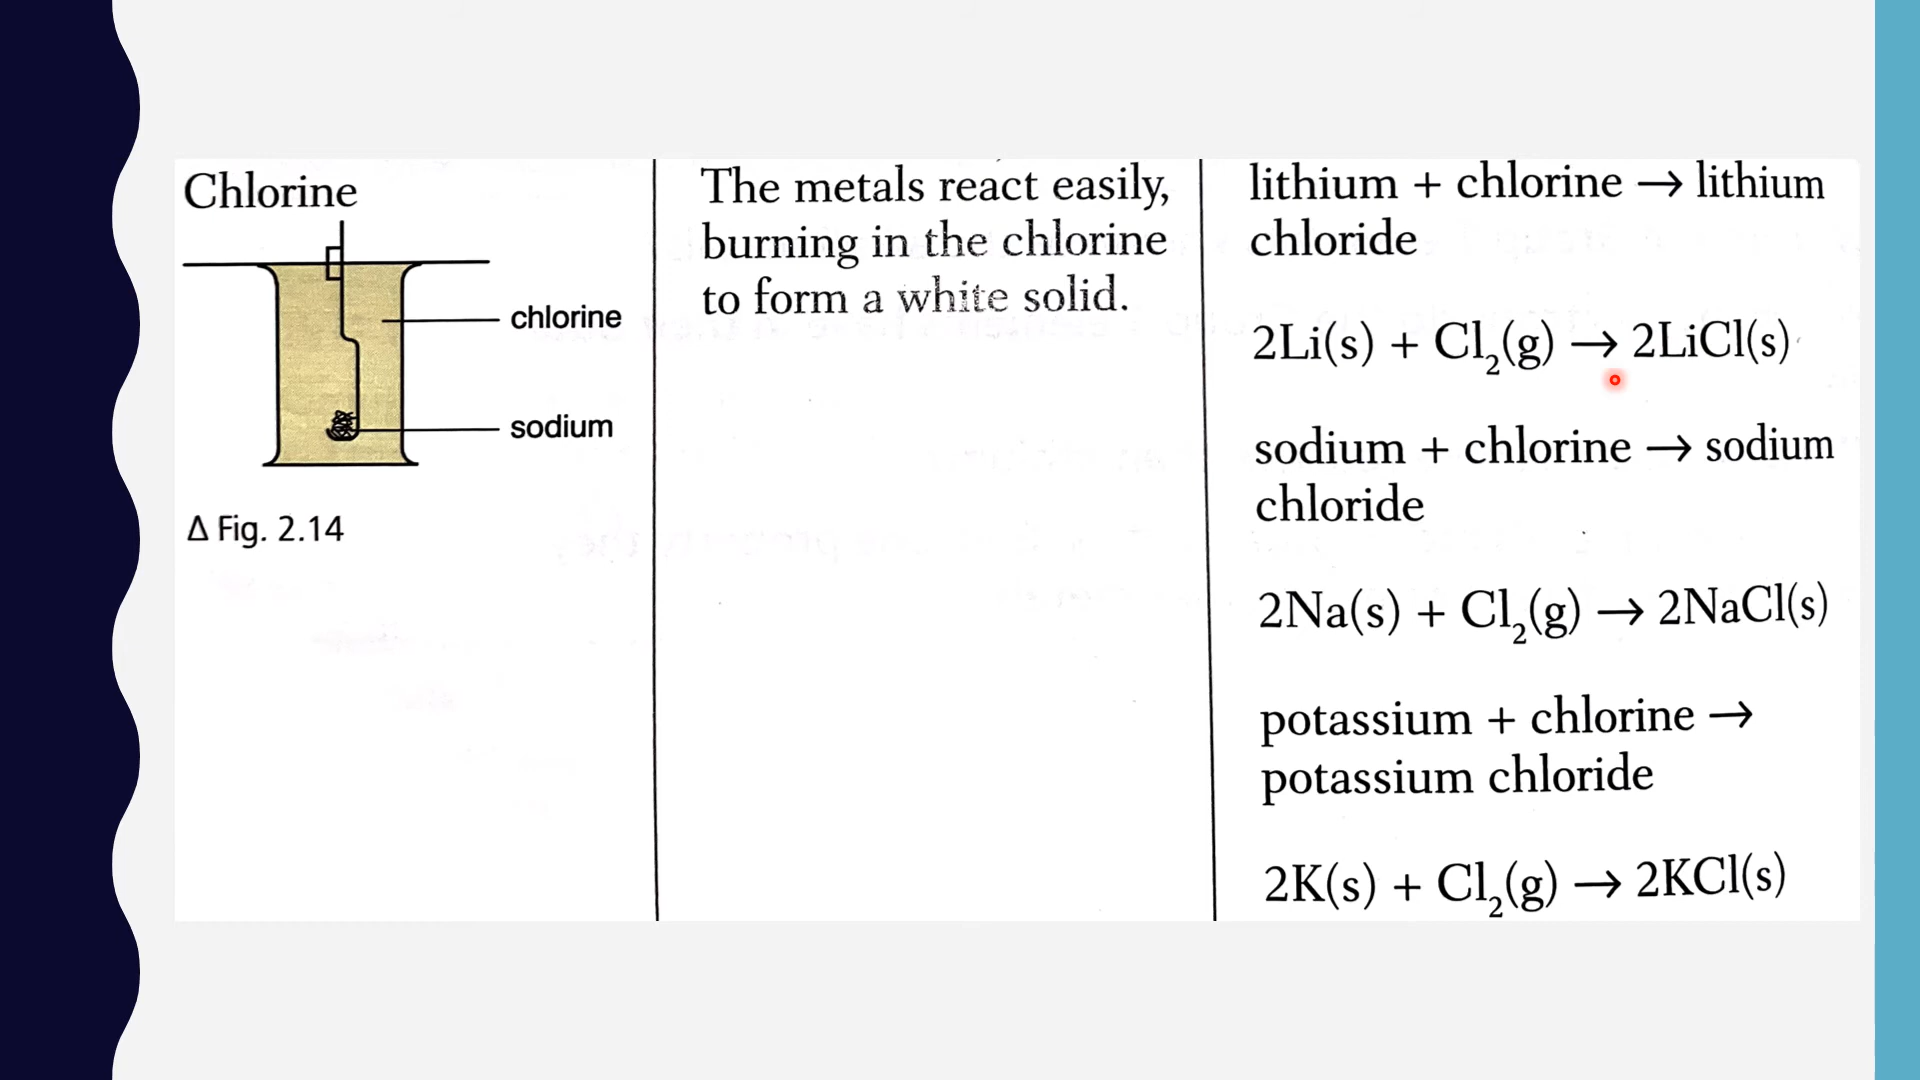 Chlorine
chlorine
sodium
Δ Fig. 2.14
The metals react easily,
burning in the chlorine
to form a white solid.
lithium + chlorine → lithium
chloride
2Li(s) + Cl₂(g) → 2LiCl(s)
sodium + chlorine → sodium
chloride
2Na(s) + Cl₂(g) → 2NaCl(s)
potassium + chlorine →
potassium chloride
2K(s) + Cl₂(g) → 2KCl(s)